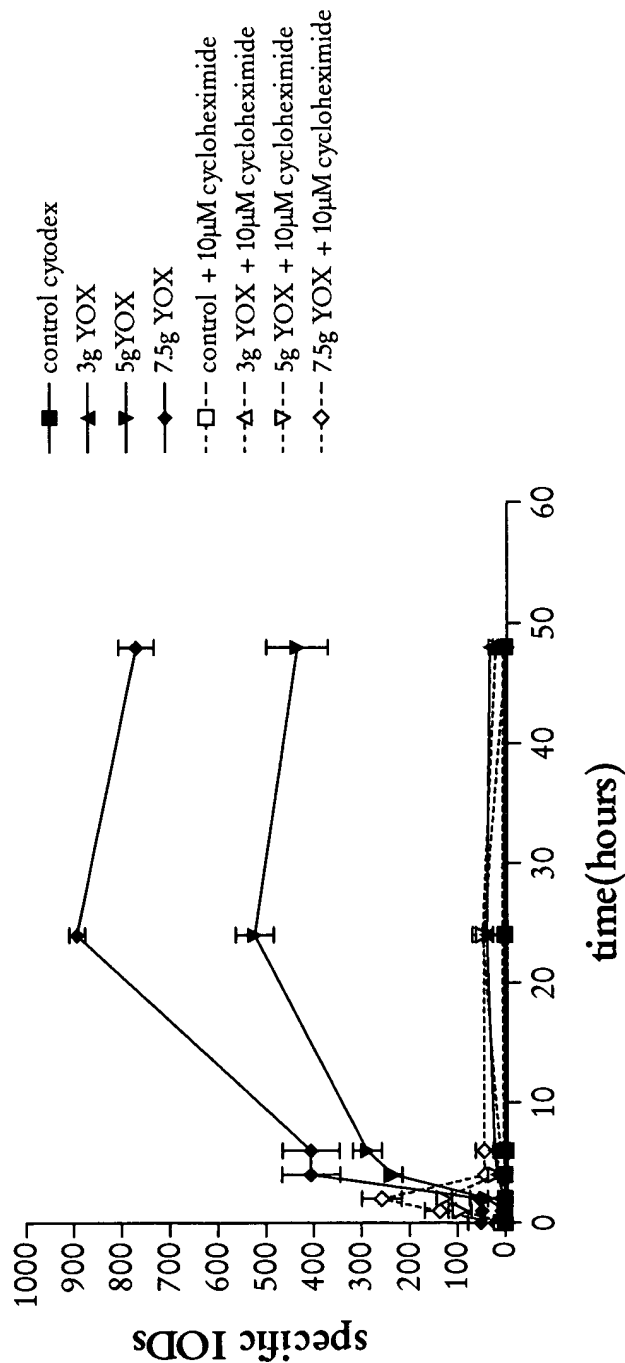 control cytodex
3g YOX
5gYOX
7.5g YOX
control + 10μM cycloheximide
3g YOX + 10μM cycloheximide
5g YOX + 10μM cycloheximide
7.5g YOX + 10μM cycloheximide
1000
900
800
700
600
500
400
300
200
100
0
specific IODs
0
10
20
30
40
50
60
time(hours)